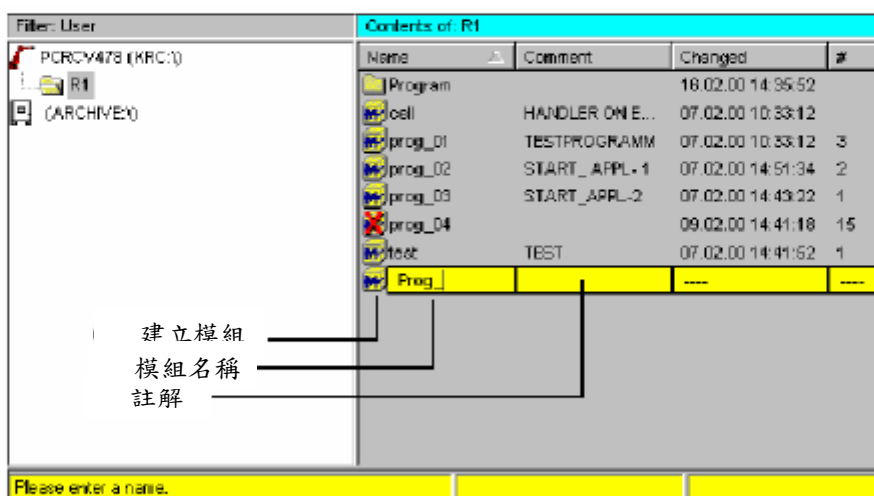 Filter: User
Contents of: R1
PCRCV478 (KRC:\)
R1
(ARCHIVE:\)
Name Comment Changed #
Program 16.02.00 14:35:52
cell HANDLER ON E... 07.02.00 10:33:12
prog_01 TESTPROGRAMM 07.02.00 10:33:12 3
prog_02 START_ APPL-1 07.02.00 14:51:34 2
prog_03 START_APPL-2 07.02.00 14:43:22 1
prog_04 09.02.00 14:41:18 15
test TEST 07.02.00 14:41:52 1
Prog_ ---- ----
建立模組
模組名稱
註解
Please enter a name.